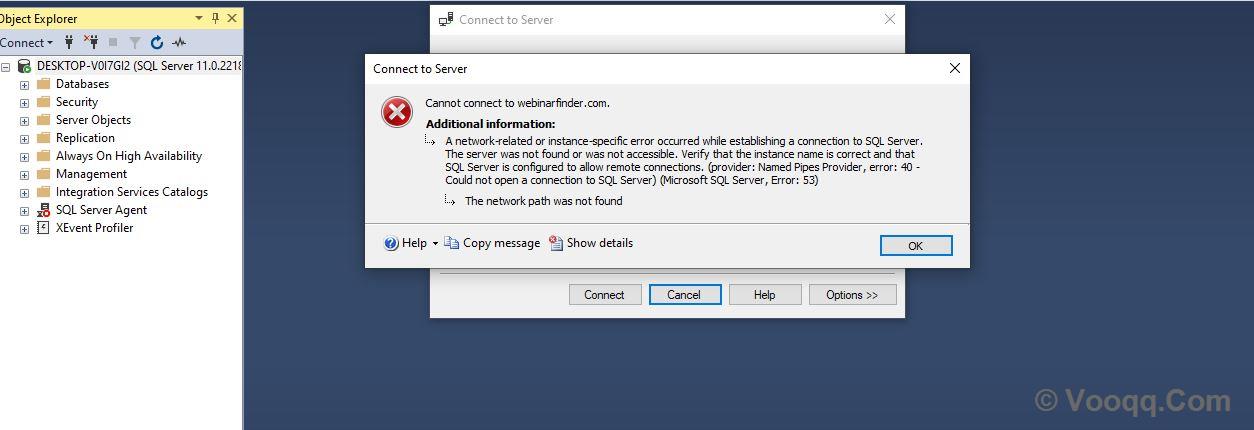 Object Explorer
Connect
DESKTOP-V0I7GI2 (SQL Server 11.0.2218
Databases
Security
Server Objects
Replication
Always On High Availability
Management
Integration Services Catalogs
SQL Server Agent
XEvent Profiler
Connect to Server
Connect to Server
Cannot connect to webinarfinder.com.
Additional information:
A network-related or instance-specific error occurred while establishing a connection to SQL Server.
The server was not found or was not accessible. Verify that the instance name is correct and that
SQL Server is configured to allow remote connections. (provider: Named Pipes Provider, error: 40 -
Could not open a connection to SQL Server) (Microsoft SQL Server, Error: 53)
The network path was not found
Help
Copy message
Show details
OK
Connect
Cancel
Help
Options >>
© Vooqq.Com